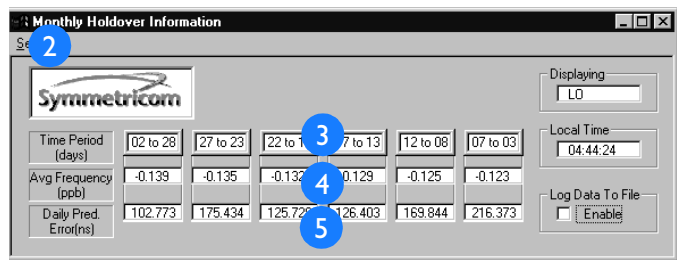 Monthly Holdover Information
2
Symmetricom
Displaying
LO
Time Period (days)
02 to 28 27 to 23 3 12 to 08 07 to 03
Local Time
04:44:24
Avg Frequency (ppb)
-0.139 -0.135 4 -0.125 -0.123
Log Data To File
Enable
Daily Pred. Error(ns)
102.773 175.434 5 169.844 216.373